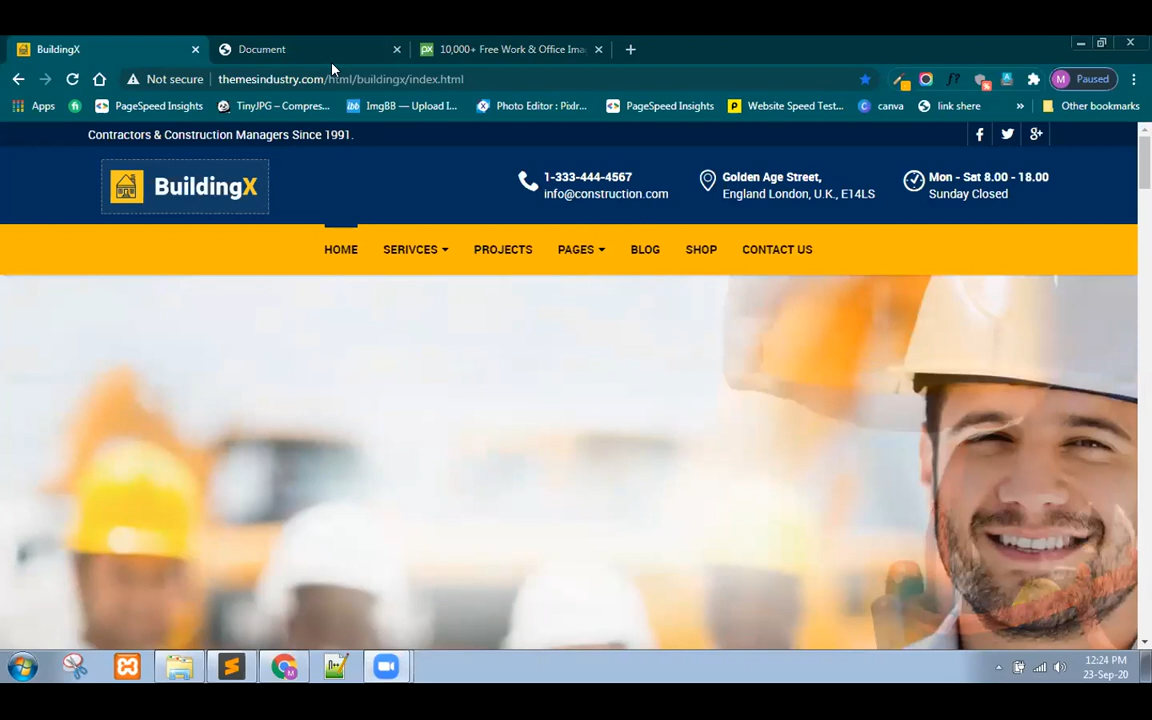 BuildingX
Document
10,000+ Free Work & Office Ima
Not secure
themesindustry.com/html/buildingx/index.html
Paused
Apps
PageSpeed Insights
TinyJPG – Compres...
ImgBB — Upload I...
Photo Editor : Pixlr...
PageSpeed Insights
Website Speed Test...
canva
link shere
»
Other bookmarks
Contractors & Construction Managers Since 1991.
BuildingX
1-333-444-4567
info@construction.com
Golden Age Street,
England London, U.K., E14LS
Mon - Sat 8.00 - 18.00
Sunday Closed
HOME
SERIVCES
PROJECTS
PAGES
BLOG
SHOP
CONTACT US
12:24 PM
23-Sep-20